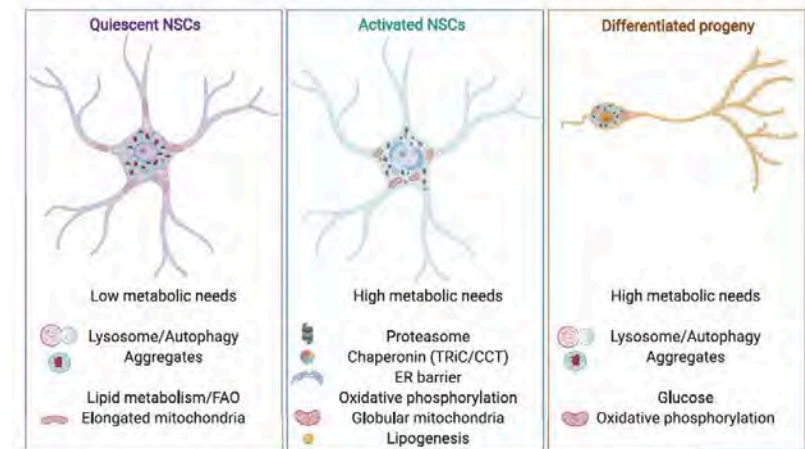 Quiescent NSCs
Low metabolic needs
Lysosome/Autophagy
Aggregates
Lipid metabolism/FAO
Elongated mitochondria
Activated NSCs
High metabolic needs
Proteasome
Chaperonin (TRiC/CCT)
ER barrier
Oxidative phosphorylation
Globular mitochondria
Lipogenesis
Differentiated progeny
High metabolic needs
Lysosome/Autophagy
Aggregates
Glucose
Oxidative phosphorylation